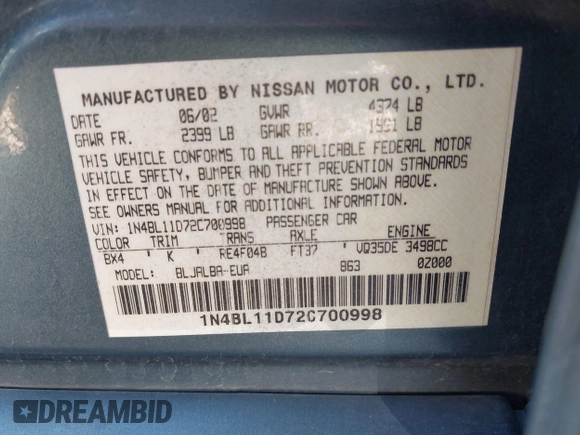 MANUFACTURED BY NISSAN MOTOR CO., LTD.
DATE 06/02 GVWR 4374 LB
GAWR FR. 2399 LB GAWR RR. 1991 LB
THIS VEHICLE CONFORMS TO ALL APPLICABLE FEDERAL MOTOR
VEHICLE SAFETY, BUMPER AND THEFT PREVENTION STANDARDS
IN EFFECT ON THE DATE OF MANUFACTURE SHOWN ABOVE.
SEE OWNERS MANUAL FOR ADDITIONAL INFORMATION.
VIN: 1N4BL11D72C700998 PASSENGER CAR
COLOR TRIM TRANS AXLE ENGINE
BX4 K RE4F04B FT37 VQ35DE 3498CC
MODEL: BLJALBA-EUA 863 0Z000
1N4BL11D72C700998
DREAMBID